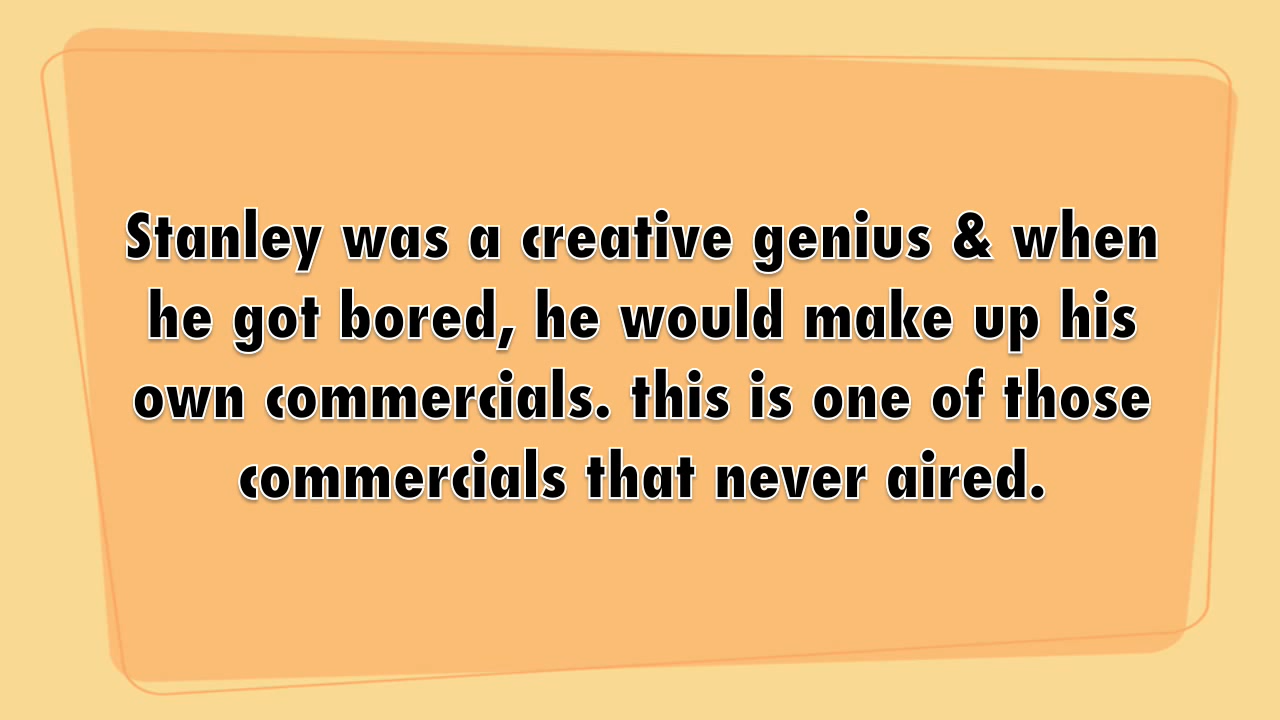 Stanley was a creative genius & when
he got bored, he would make up his
own commercials. this is one of those
commercials that never aired.